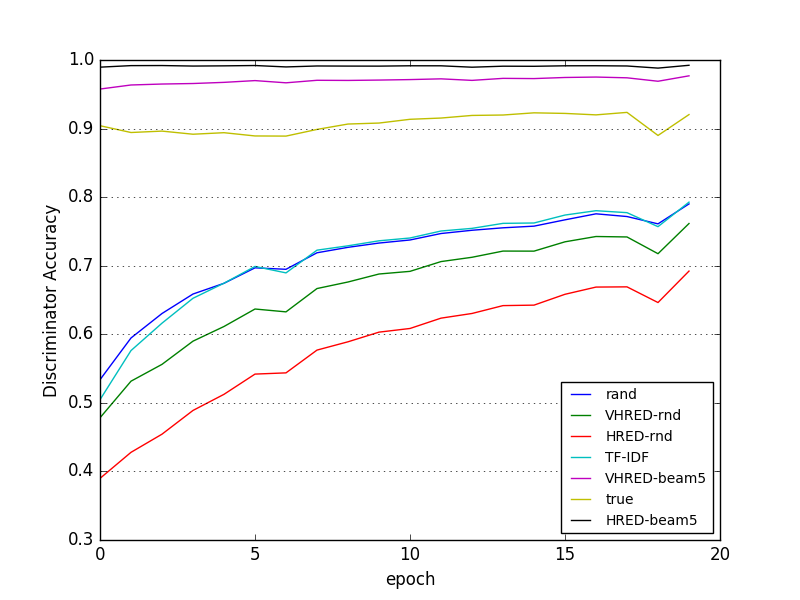 1.0
0.9
0.8
0.7
0.6
0.5
0.4
0.3
Discriminator Accuracy
0
5
10
15
20
epoch
rand
VHRED-rnd
HRED-rnd
TF-IDF
VHRED-beam5
true
HRED-beam5